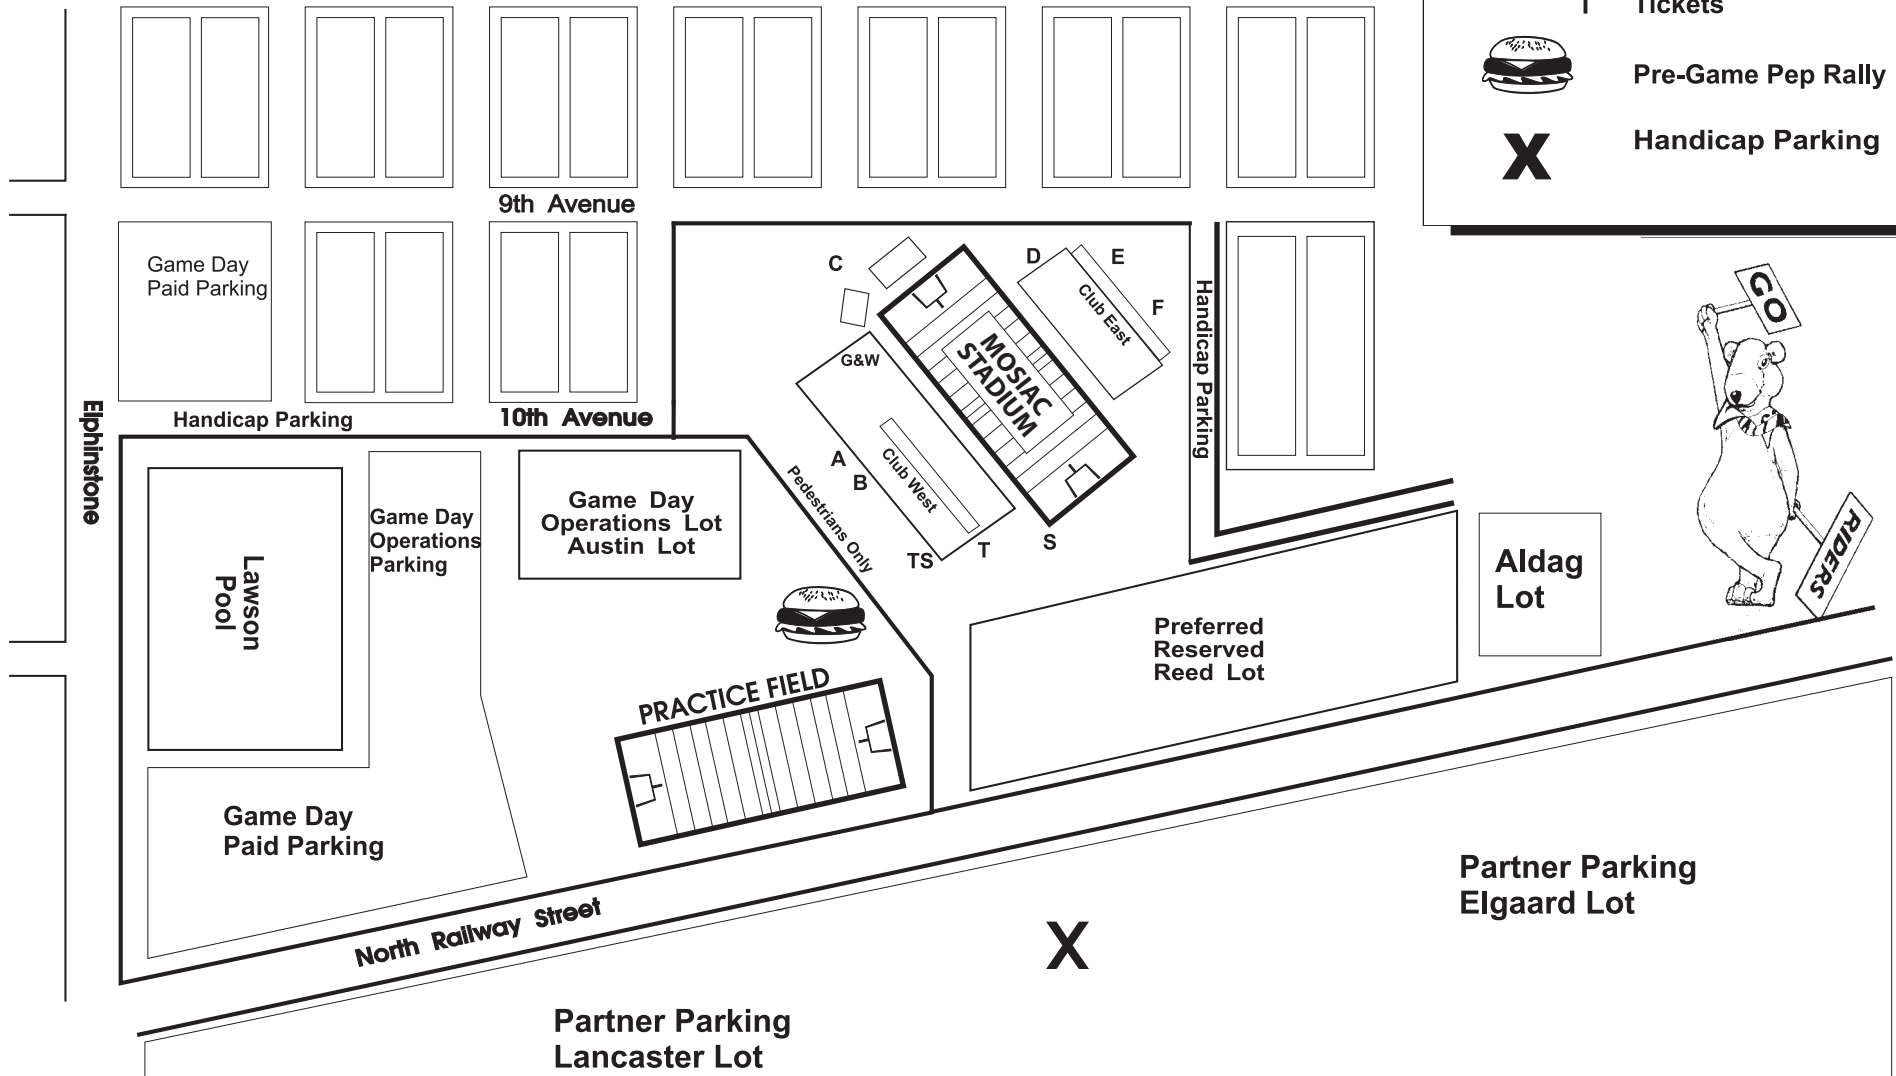 Tickets
Pre-Game Pep Rally
X
Handicap Parking
9th Avenue
Game Day
Paid Parking
C
D
E
F
Club East
Handicap Parking
GO
MOSIAC
STADIUM
G&W
Handicap Parking
10th Avenue
Elphinstone
A
B
Club West
Pedestrians Only
TS
T
S
Game Day
Operations Lot
Austin Lot
Game Day
Operations
Parking
Lawson
Pool
Aldag
Lot
RIDERS
Preferred
Reserved
Reed Lot
PRACTICE FIELD
Game Day
Paid Parking
North Railway Street
X
Partner Parking
Elgaard Lot
Partner Parking
Lancaster Lot